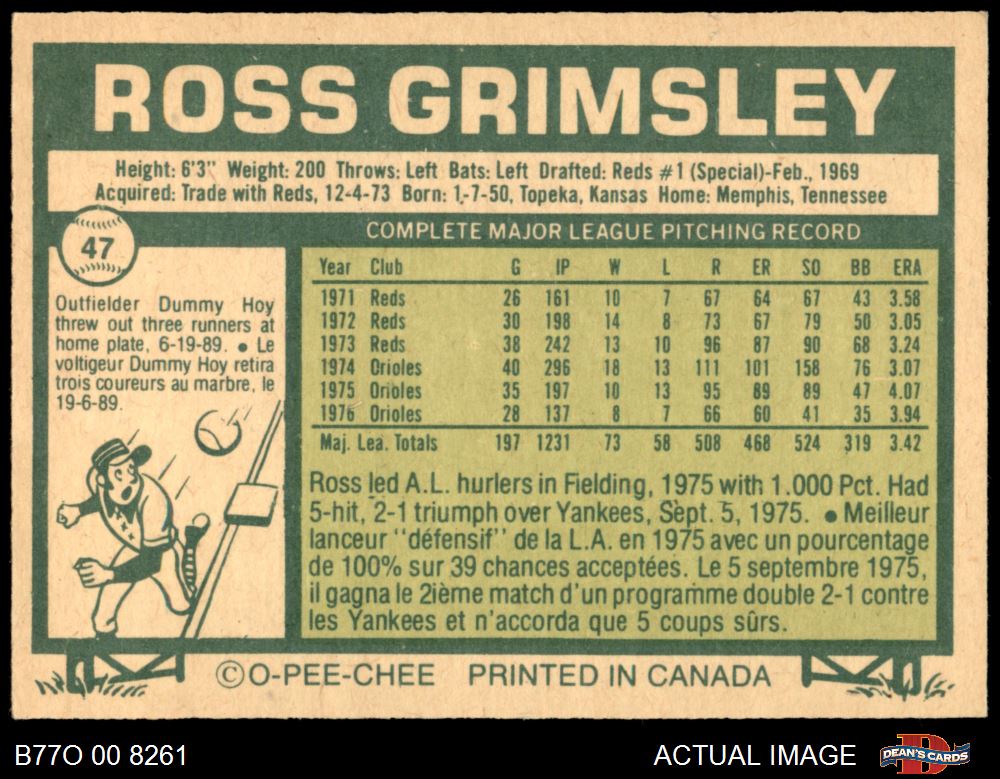 ROSS GRIMSLEY
Height: 6'3" Weight: 200 Throws: Left Bats: Left Drafted: Reds #1 (Special)-Feb., 1969
Acquired: Trade with Reds, 12-4-73 Born: 1-7-50, Topeka, Kansas Home: Memphis, Tennessee
47
Outfielder Dummy Hoy
threw out three runners at
home plate, 6-19-89. • Le
voltigeur Dummy Hoy retira
trois coureurs au marbre, le
19-6-89.
COMPLETE MAJOR LEAGUE PITCHING RECORD
Year Club G IP W L R ER SO BB ERA
1971 Reds 26 161 10 7 67 64 67 43 3.58
1972 Reds 30 198 14 8 73 67 79 50 3.05
1973 Reds 38 242 13 10 96 87 90 68 3.24
1974 Orioles 40 296 18 13 111 101 158 76 3.07
1975 Orioles 35 197 10 13 95 89 89 47 4.07
1976 Orioles 28 137 8 7 66 60 41 35 3.94
Maj. Lea. Totals 197 1231 73 58 508 468 524 319 3.42
Ross led A.L. hurlers in Fielding, 1975 with 1.000 Pct. Had
5-hit, 2-1 triumph over Yankees, Sept. 5, 1975. • Meilleur
lanceur "défensif" de la L.A. en 1975 avec un pourcentage
de 100% sur 39 chances acceptées. Le 5 septembre 1975,
il gagna le 2ième match d'un programme double 2-1 contre
les Yankees et n'accorda que 5 coups sûrs.
©O-PEE-CHEE PRINTED IN CANADA
B77O 00 8261
ACTUAL IMAGE
DEAN'S CARDS